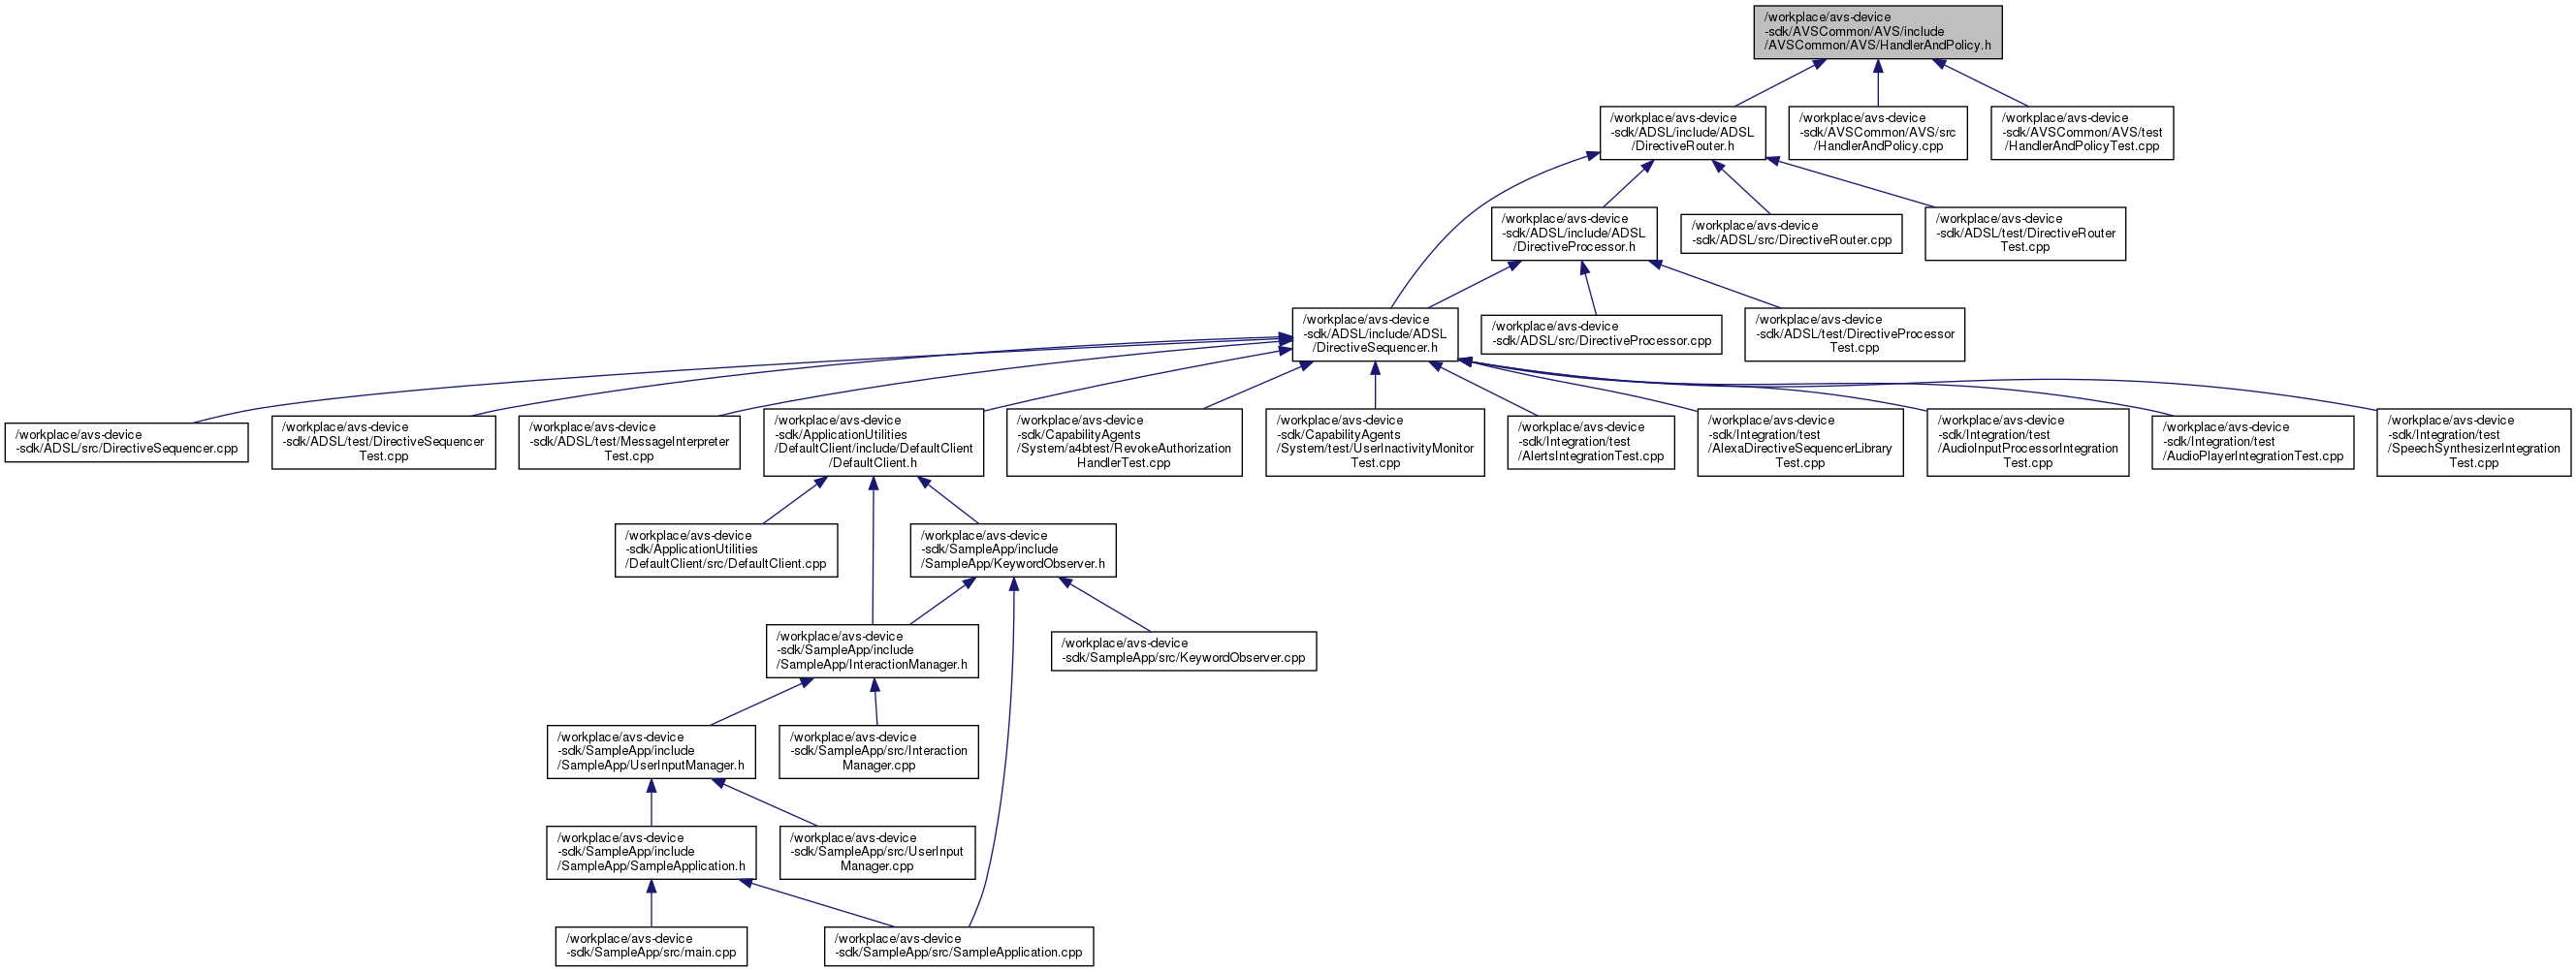 /workplace/avs-device
-sdk/AVSCommon/AVS/include
/AVSCommon/AVS/HandlerAndPolicy.h
/workplace/avs-device
-sdk/ADSL/include/ADSL
/DirectiveRouter.h
/workplace/avs-device
-sdk/AVSCommon/AVS/src
/HandlerAndPolicy.cpp
/workplace/avs-device
-sdk/AVSCommon/AVS/test
/HandlerAndPolicyTest.cpp
/workplace/avs-device
-sdk/ADSL/include/ADSL
/DirectiveProcessor.h
/workplace/avs-device
-sdk/ADSL/src/DirectiveRouter.cpp
/workplace/avs-device
-sdk/ADSL/test/DirectiveRouter
Test.cpp
/workplace/avs-device
-sdk/ADSL/include/ADSL
/DirectiveSequencer.h
/workplace/avs-device
-sdk/ADSL/src/DirectiveProcessor.cpp
/workplace/avs-device
-sdk/ADSL/test/DirectiveProcessor
Test.cpp
/workplace/avs-device
-sdk/ADSL/src/DirectiveSequencer.cpp
/workplace/avs-device
-sdk/ADSL/test/DirectiveSequencer
Test.cpp
/workplace/avs-device
-sdk/ADSL/test/MessageInterpreter
Test.cpp
/workplace/avs-device
-sdk/ApplicationUtilities
/DefaultClient/include/DefaultClient
/DefaultClient.h
/workplace/avs-device
-sdk/CapabilityAgents
/System/a4btest/RevokeAuthorization
HandlerTest.cpp
/workplace/avs-device
-sdk/CapabilityAgents
/System/test/UserInactivityMonitor
Test.cpp
/workplace/avs-device
-sdk/Integration/test
/AlertsIntegrationTest.cpp
/workplace/avs-device
-sdk/Integration/test
/AlexaDirectiveSequencerLibrary
Test.cpp
/workplace/avs-device
-sdk/Integration/test
/AudioInputProcessorIntegration
Test.cpp
/workplace/avs-device
-sdk/Integration/test
/AudioPlayerIntegrationTest.cpp
/workplace/avs-device
-sdk/Integration/test
/SpeechSynthesizerIntegration
Test.cpp
/workplace/avs-device
-sdk/ApplicationUtilities
/DefaultClient/src/DefaultClient.cpp
/workplace/avs-device
-sdk/SampleApp/include
/SampleApp/KeywordObserver.h
/workplace/avs-device
-sdk/SampleApp/include
/SampleApp/InteractionManager.h
/workplace/avs-device
-sdk/SampleApp/src/KeywordObserver.cpp
/workplace/avs-device
-sdk/SampleApp/include
/SampleApp/UserInputManager.h
/workplace/avs-device
-sdk/SampleApp/src/Interaction
Manager.cpp
/workplace/avs-device
-sdk/SampleApp/include
/SampleApp/SampleApplication.h
/workplace/avs-device
-sdk/SampleApp/src/UserInput
Manager.cpp
/workplace/avs-device
-sdk/SampleApp/src/main.cpp
/workplace/avs-device
-sdk/SampleApp/src/SampleApplication.cpp